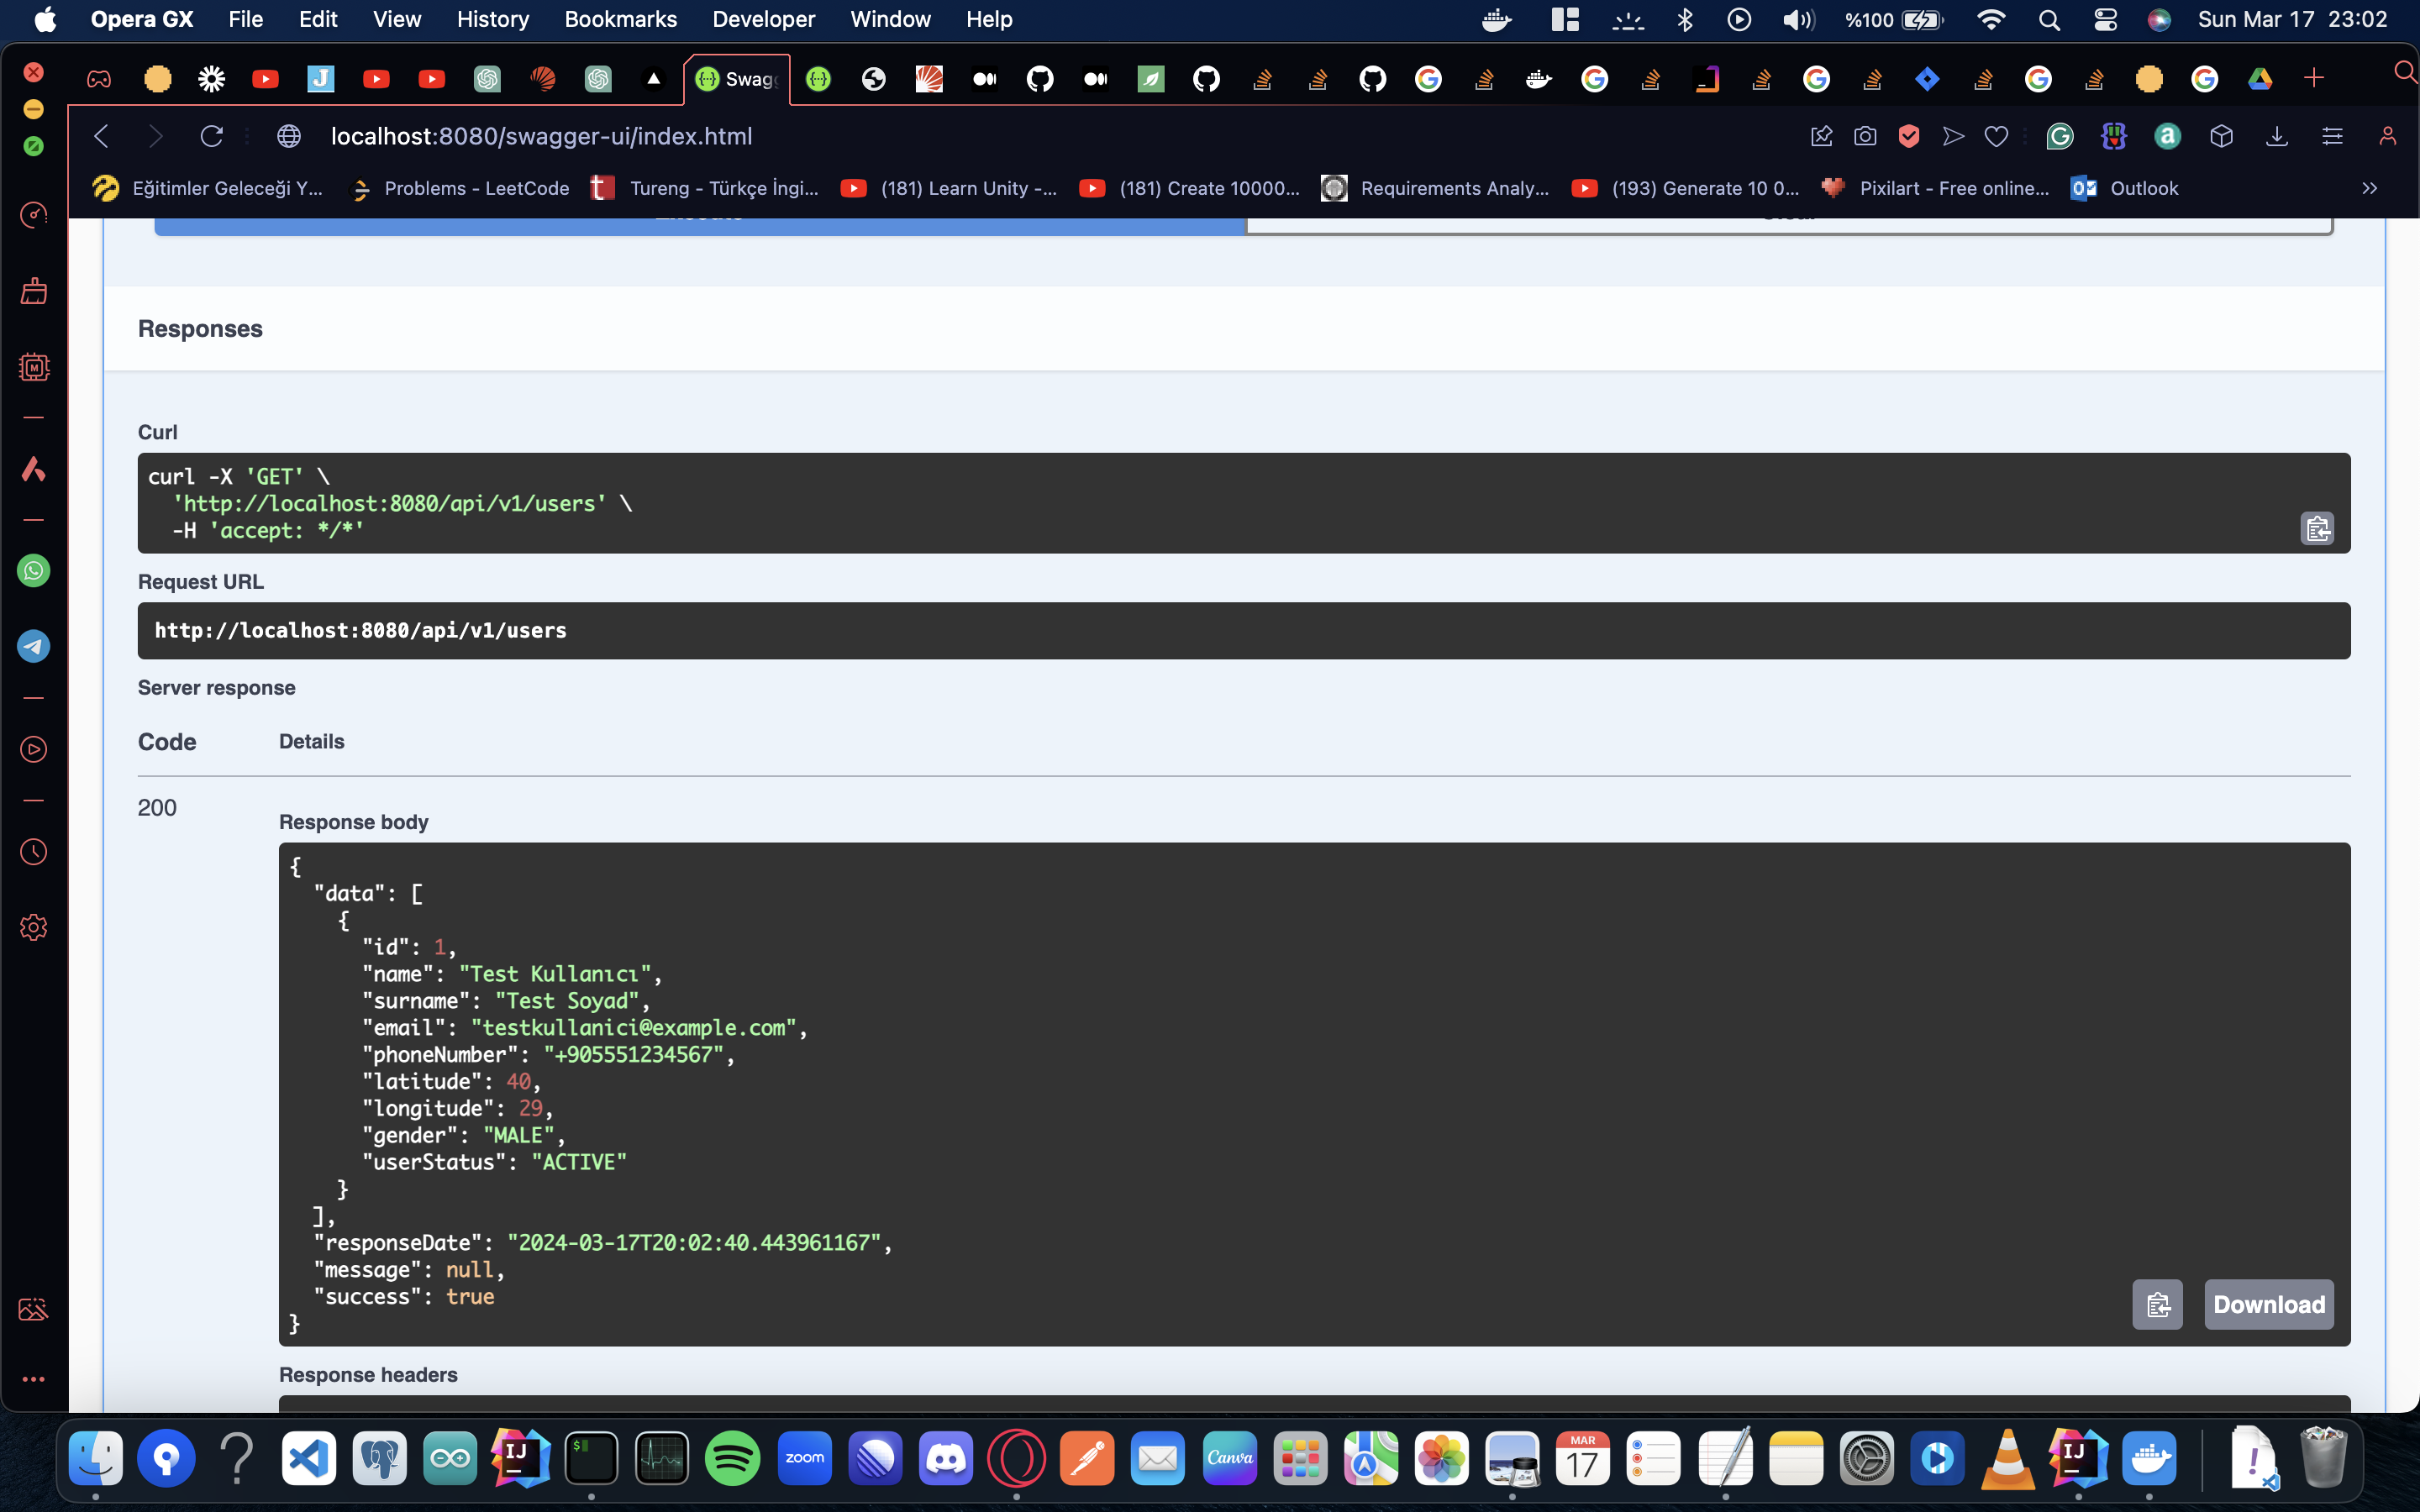 Opera GX File Edit View History Bookmarks Developer Window Help %100 Sun Mar 17 23:02
Swag
localhost:8080/swagger-ui/index.html
Eğitimler Geleceği Y... Problems - LeetCode Tureng - Türkçe İngi... (181) Learn Unity -... (181) Create 10000... Requirements Analy... (193) Generate 10 0... Pixilart - Free online... Outlook
Responses
Curl
curl -X 'GET' \
'http://localhost:8080/api/v1/users' \
-H 'accept: */*'
Request URL
http://localhost:8080/api/v1/users
Server response
Code Details
200
Response body
{
"data": [
{
"id": 1,
"name": "Test Kullanıcı",
"surname": "Test Soyad",
"email": "testkullanici@example.com",
"phoneNumber": "+905551234567",
"latitude": 40,
"longitude": 29,
"gender": "MALE",
"userStatus": "ACTIVE"
}
],
"responseDate": "2024-03-17T20:02:40.443961167",
"message": null,
"success": true
}
Download
Response headers
IJ zoom Canva MAR 17 IJ